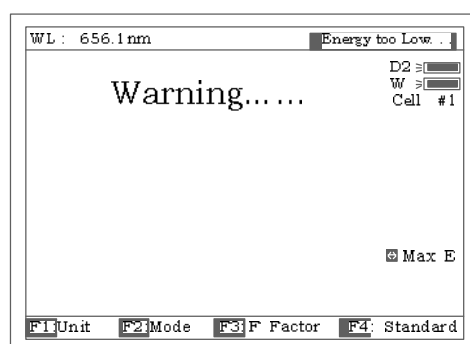 WL: 656.1nm Energy too Low...
D2
W
Warning......
Cell #1
Max E
F1:Unit F2:Mode F3:F Factor F4: Standard